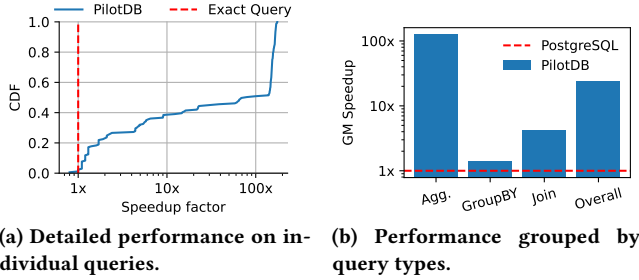 PilotDB
Exact Query
CDF
1.0
0.8
0.6
0.4
0.2
0.0
1x
10x
100x
Speedup factor
(a) Detailed performance on in-
dividual queries.
GM Speedup
100x
10x
1x
PostgreSQL
PilotDB
Agg.
GroupBY
Join
Overall
(b) Performance grouped by
query types.